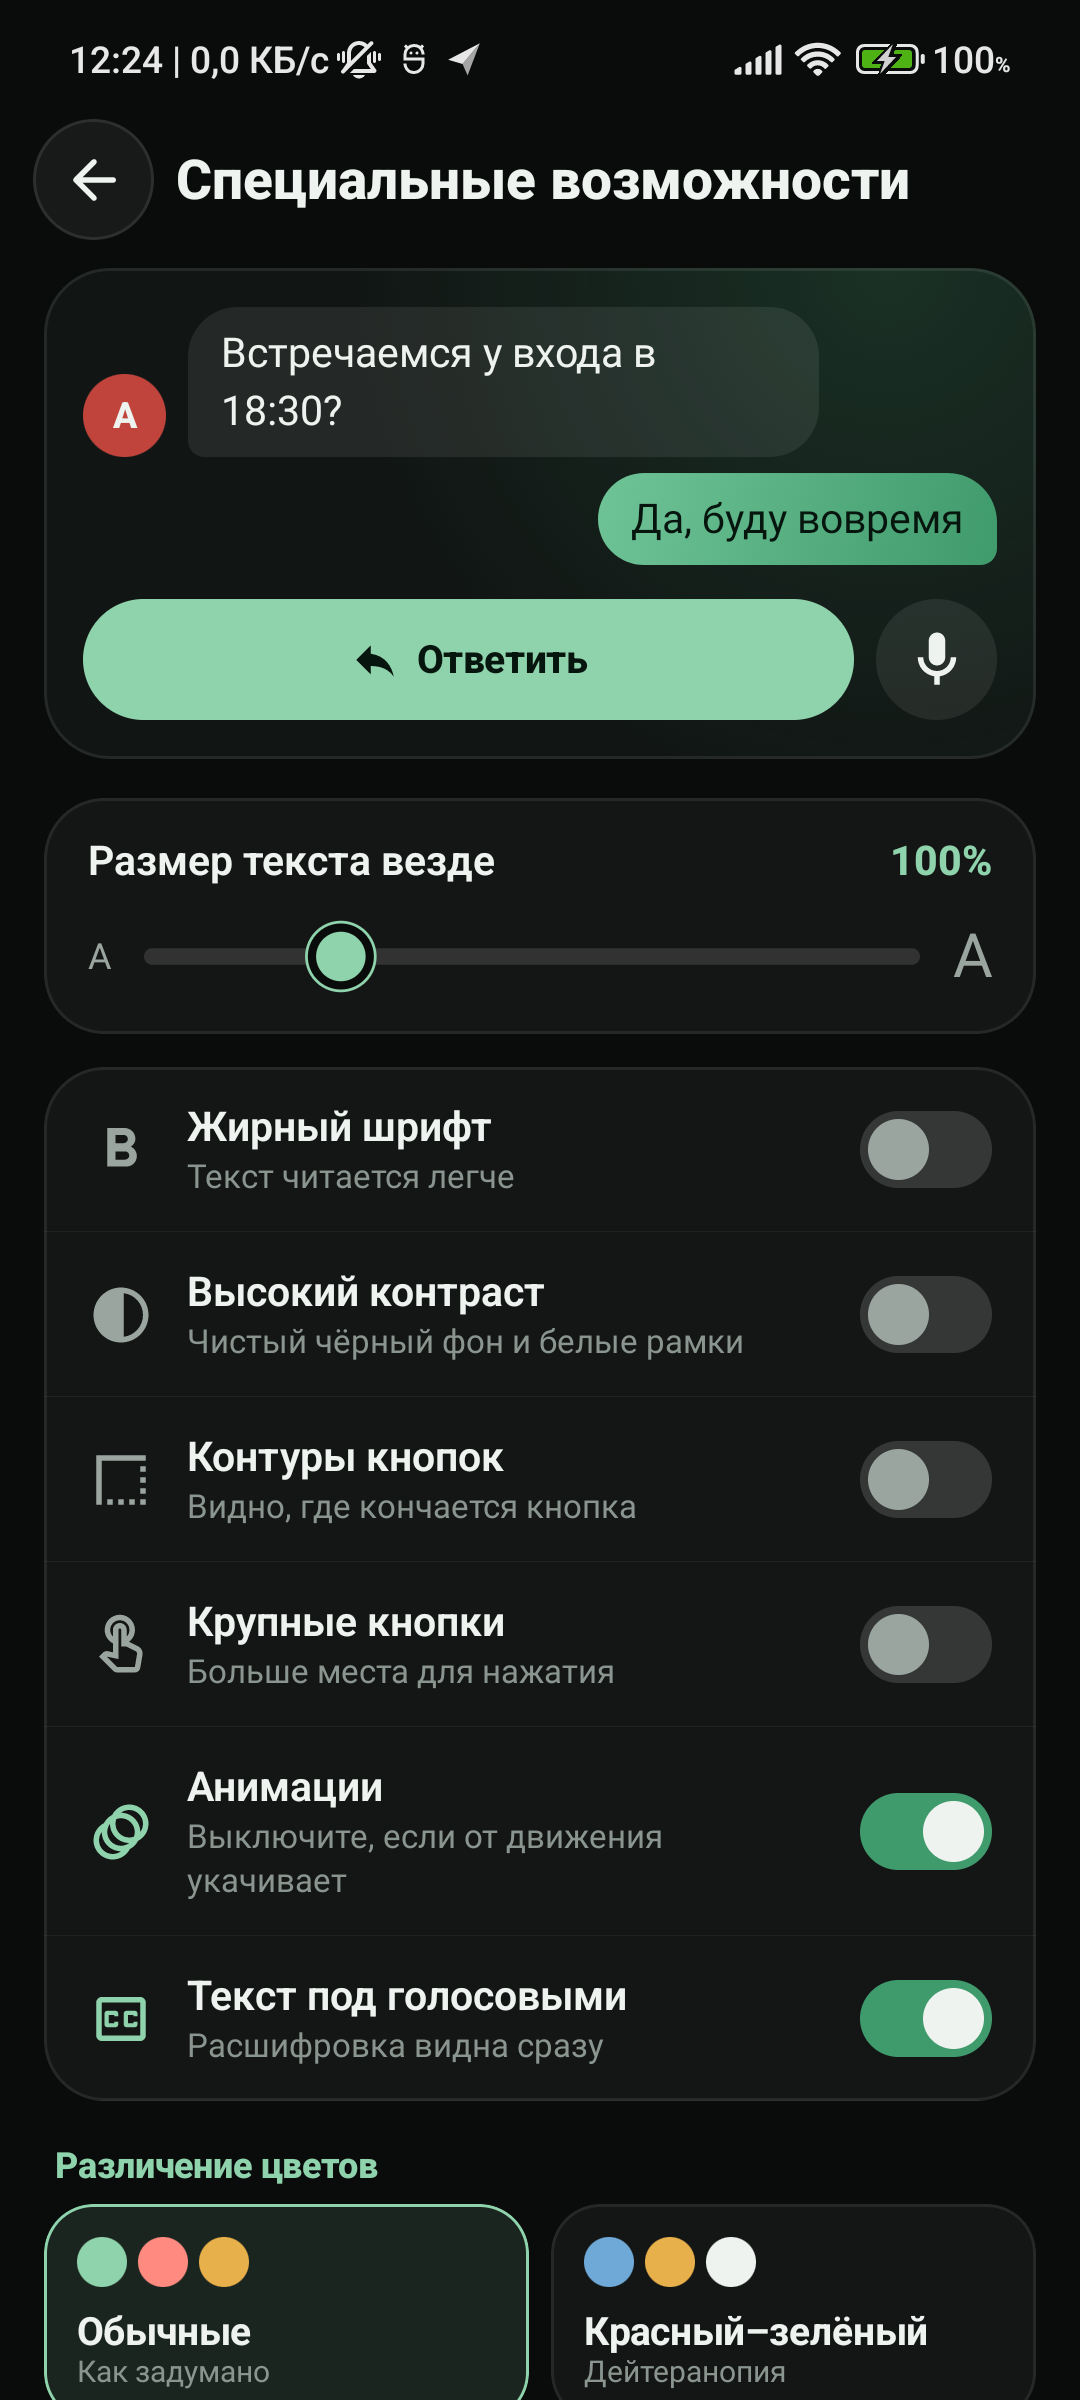 12:24 | 0,0 КБ/с 100%
Специальные возможности
Встречаемся у входа в
18:30?
A
Да, буду вовремя
Ответить
Размер текста везде 100%
A A
B Жирный шрифт
Текст читается легче
Высокий контраст
Чистый чёрный фон и белые рамки
Контуры кнопок
Видно, где кончается кнопка
Крупные кнопки
Больше места для нажатия
Анимации
Выключите, если от движения
укачивает
CC Текст под голосовыми
Расшифровка видна сразу
Различение цветов
Обычные
Как задумано
Красный–зелёный
Дейтеранопия